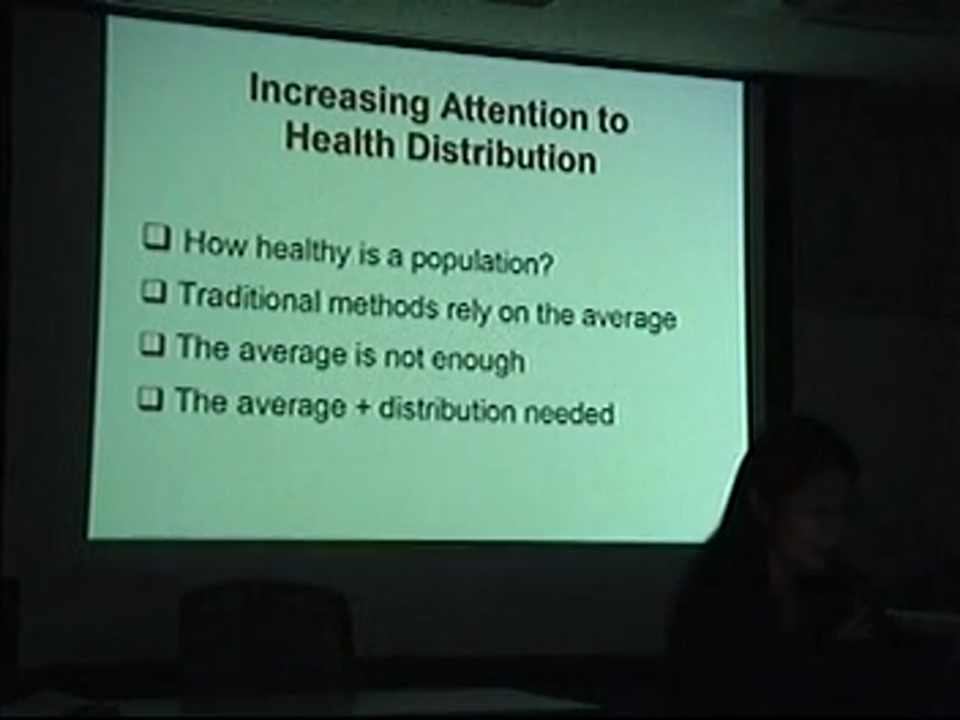 Increasing Attention to
Health Distribution
❑ How healthy is a population?
❑ Traditional methods rely on the average
❑ The average is not enough
❑ The average + distribution needed